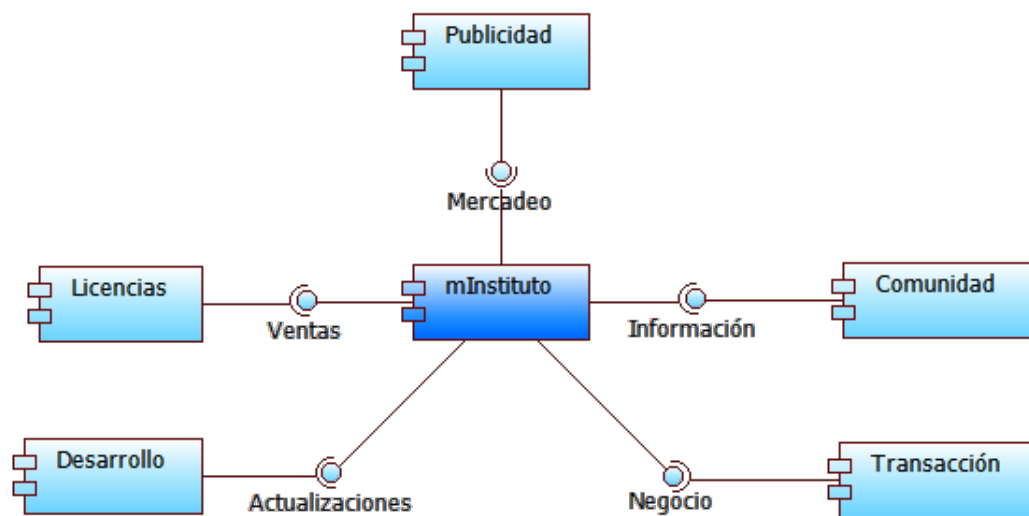 Publicidad
Mercadeo
Licencias
Ventas
mInstituto
Información
Comunidad
Desarrollo
Actualizaciones
Negocio
Transacción